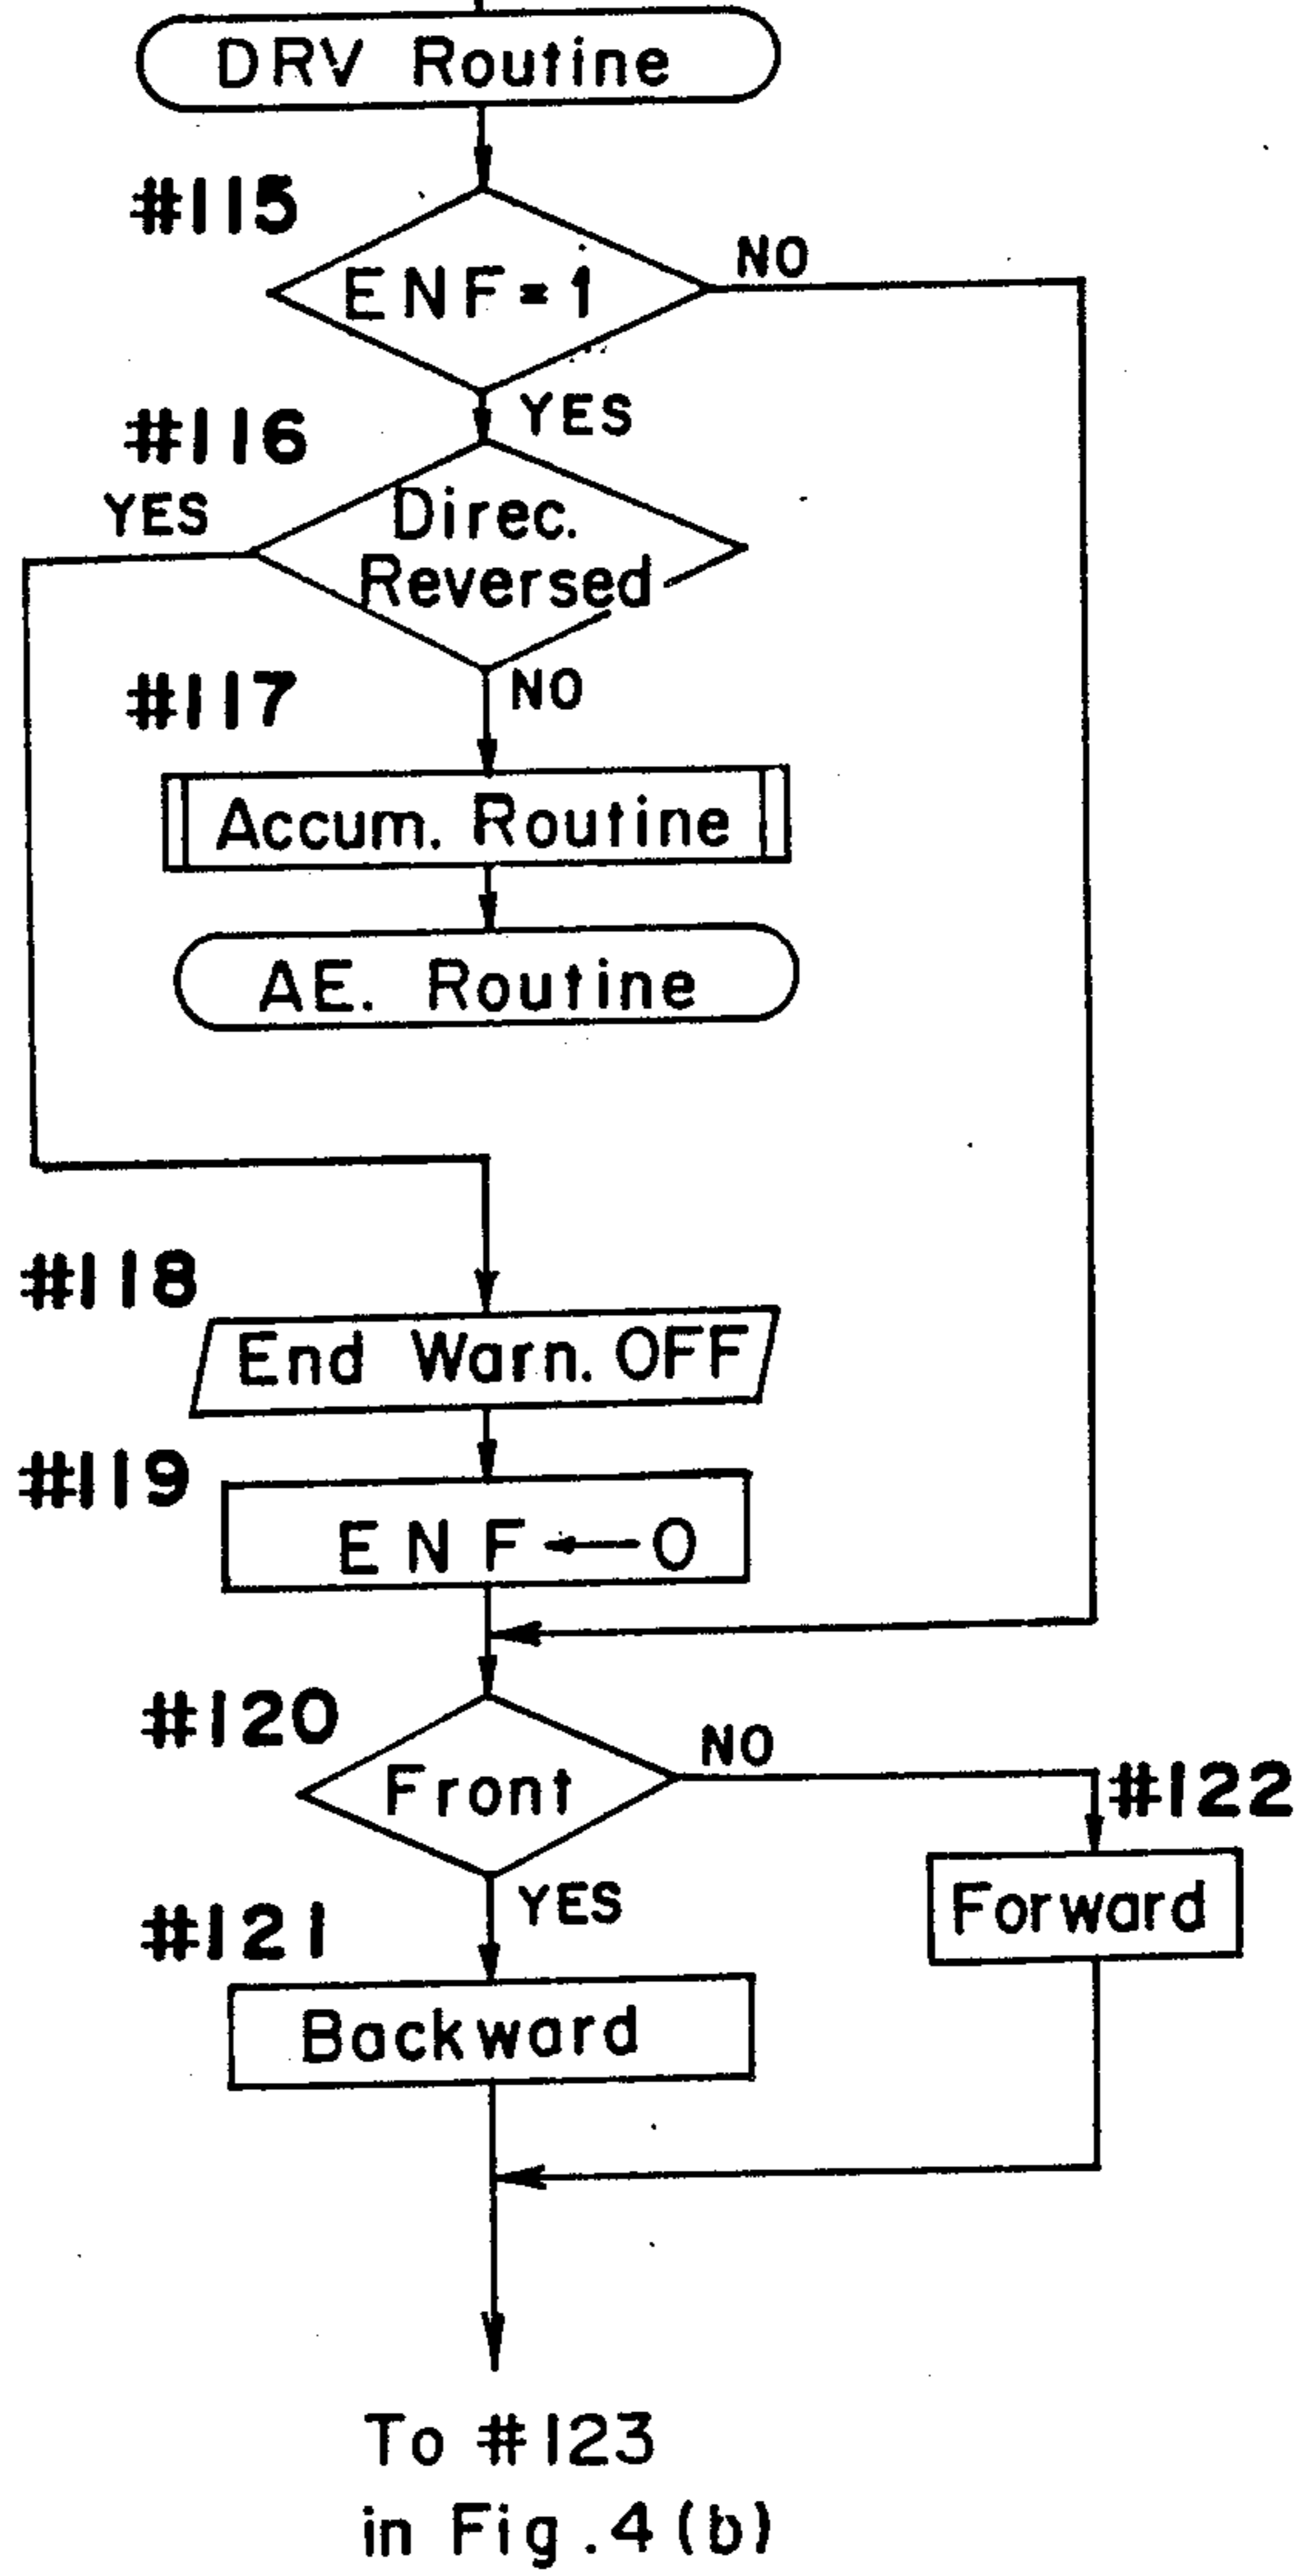 DRV Routine
#115
ENF=1
NO
YES
#116
YES
Direc.
Reversed
#117
NO
Accum. Routine
AE. Routine
#118
End Warn. OFF
#119
ENF←0
#120
Front
NO
#122
Forward
YES
#121
Backward
To #123
in Fig.4(b)